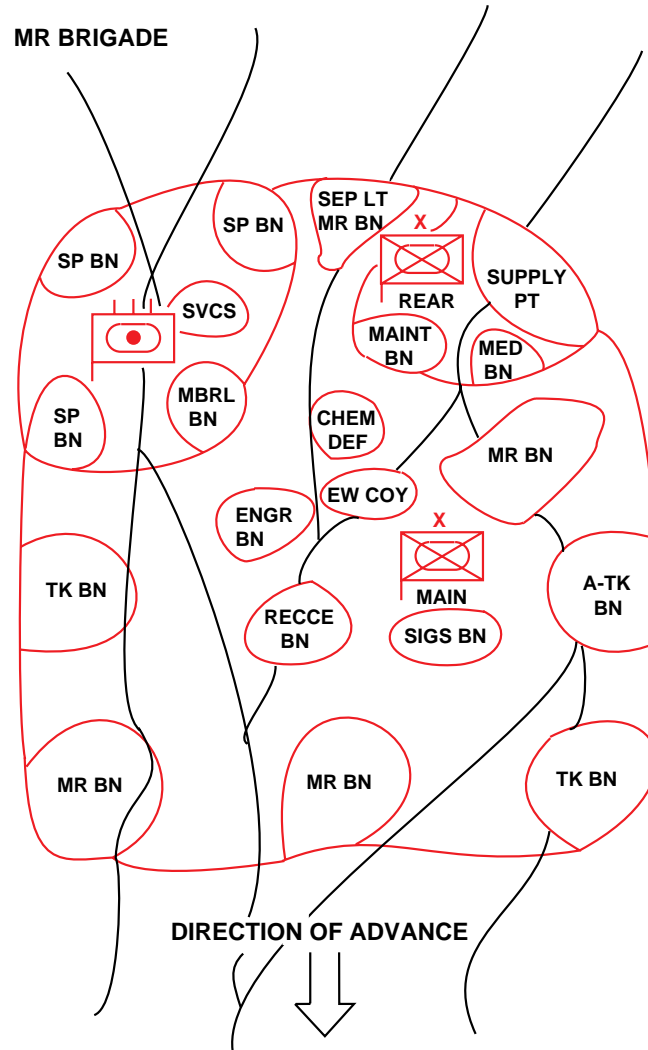 MR BRIGADE
SEP LT
MR BN
SP BN
SP BN
X
REAR
SUPPLY
PT
SVCS
MAINT
BN
MED
BN
MBRL
BN
SP
BN
CHEM
DEF
MR BN
EW COY
ENGR
BN
X
MAIN
TK BN
A-TK
BN
RECCE
BN
SIGS BN
MR BN
MR BN
TK BN
DIRECTION OF ADVANCE